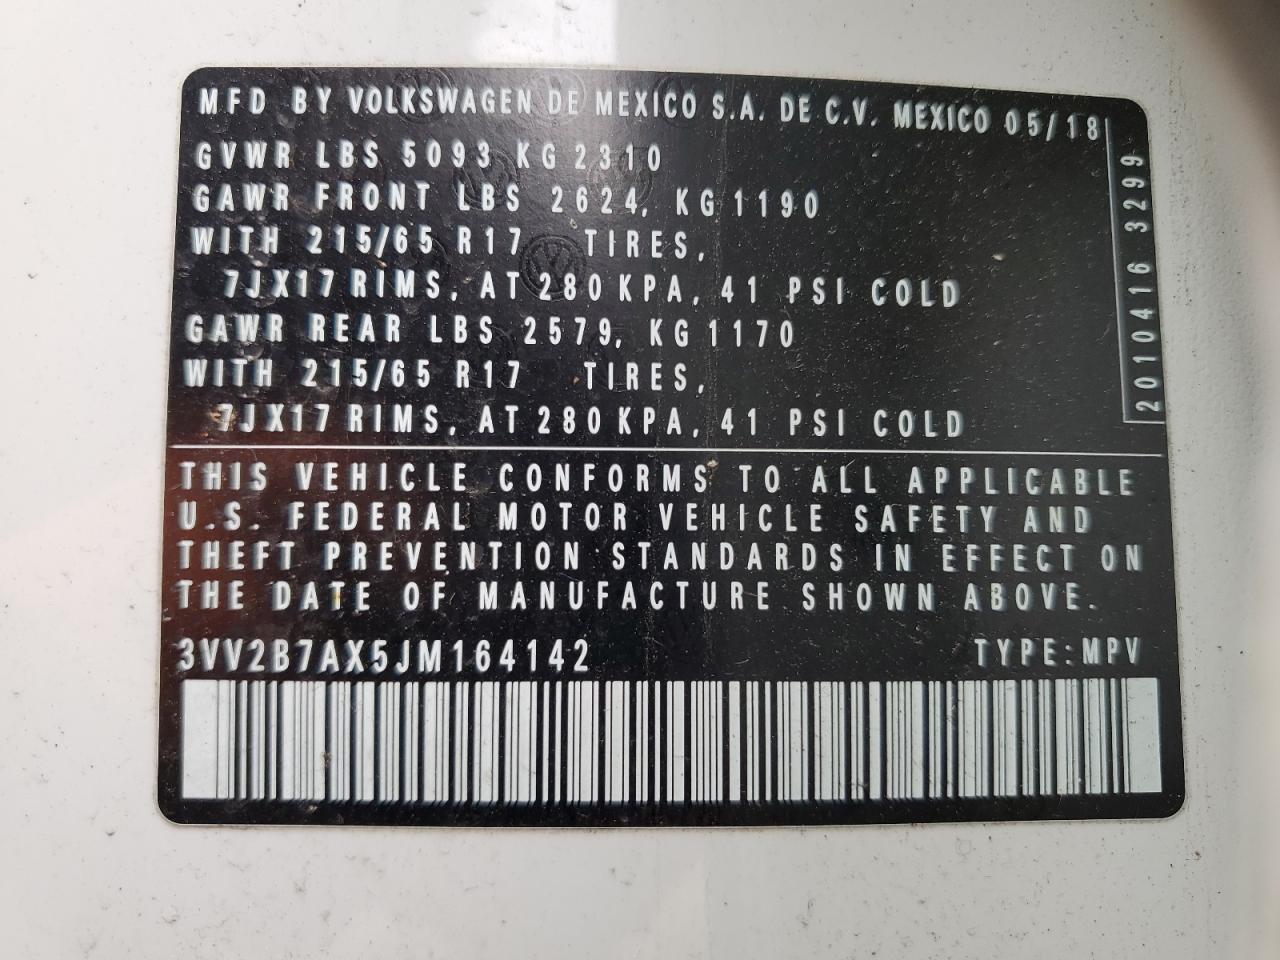 MFD BY VOLKSWAGEN DE MEXICO S.A. DE C.V. MEXICO 05/18
GVWR LBS 5093 KG 2310
GAWR FRONT LBS 2624, KG 1190
WITH 215/65 R17 TIRES,
7JX17 RIMS, AT 280 KPA, 41 PSI COLD
GAWR REAR LBS 2579, KG 1170
WITH 215/65 R17 TIRES,
7JX17 RIMS, AT 280 KPA, 41 PSI COLD
2010416 3299
THIS VEHICLE CONFORMS TO ALL APPLICABLE
U.S. FEDERAL MOTOR VEHICLE SAFETY AND
THEFT PREVENTION STANDARDS IN EFFECT ON
THE DATE OF MANUFACTURE SHOWN ABOVE.
3VV2B7AX5JM164142 TYPE: MPV